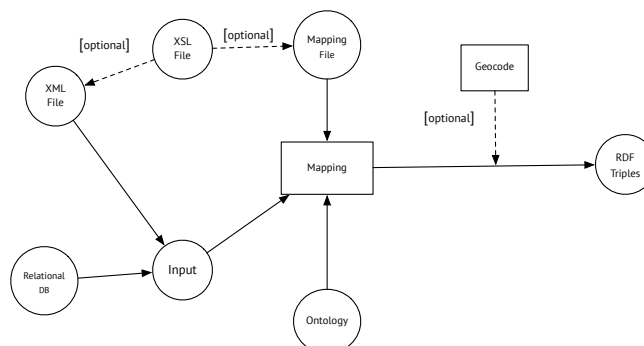 [optional]
XSL
File
[optional]
Mapping
File
XML
File
Geocode
[optional]
Mapping
RDF
Triples
Relational
DB
Input
Ontology